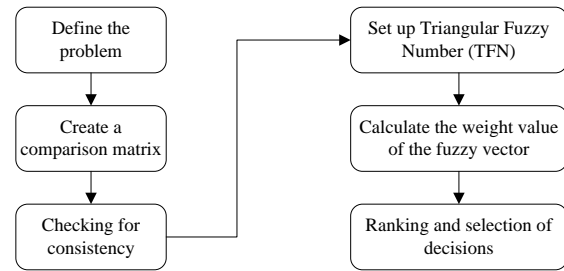 Define the
problem
Create a
comparison matrix
Checking for
consistency
Set up Triangular Fuzzy
Number (TFN)
Calculate the weight value
of the fuzzy vector
Ranking and selection of
decisions